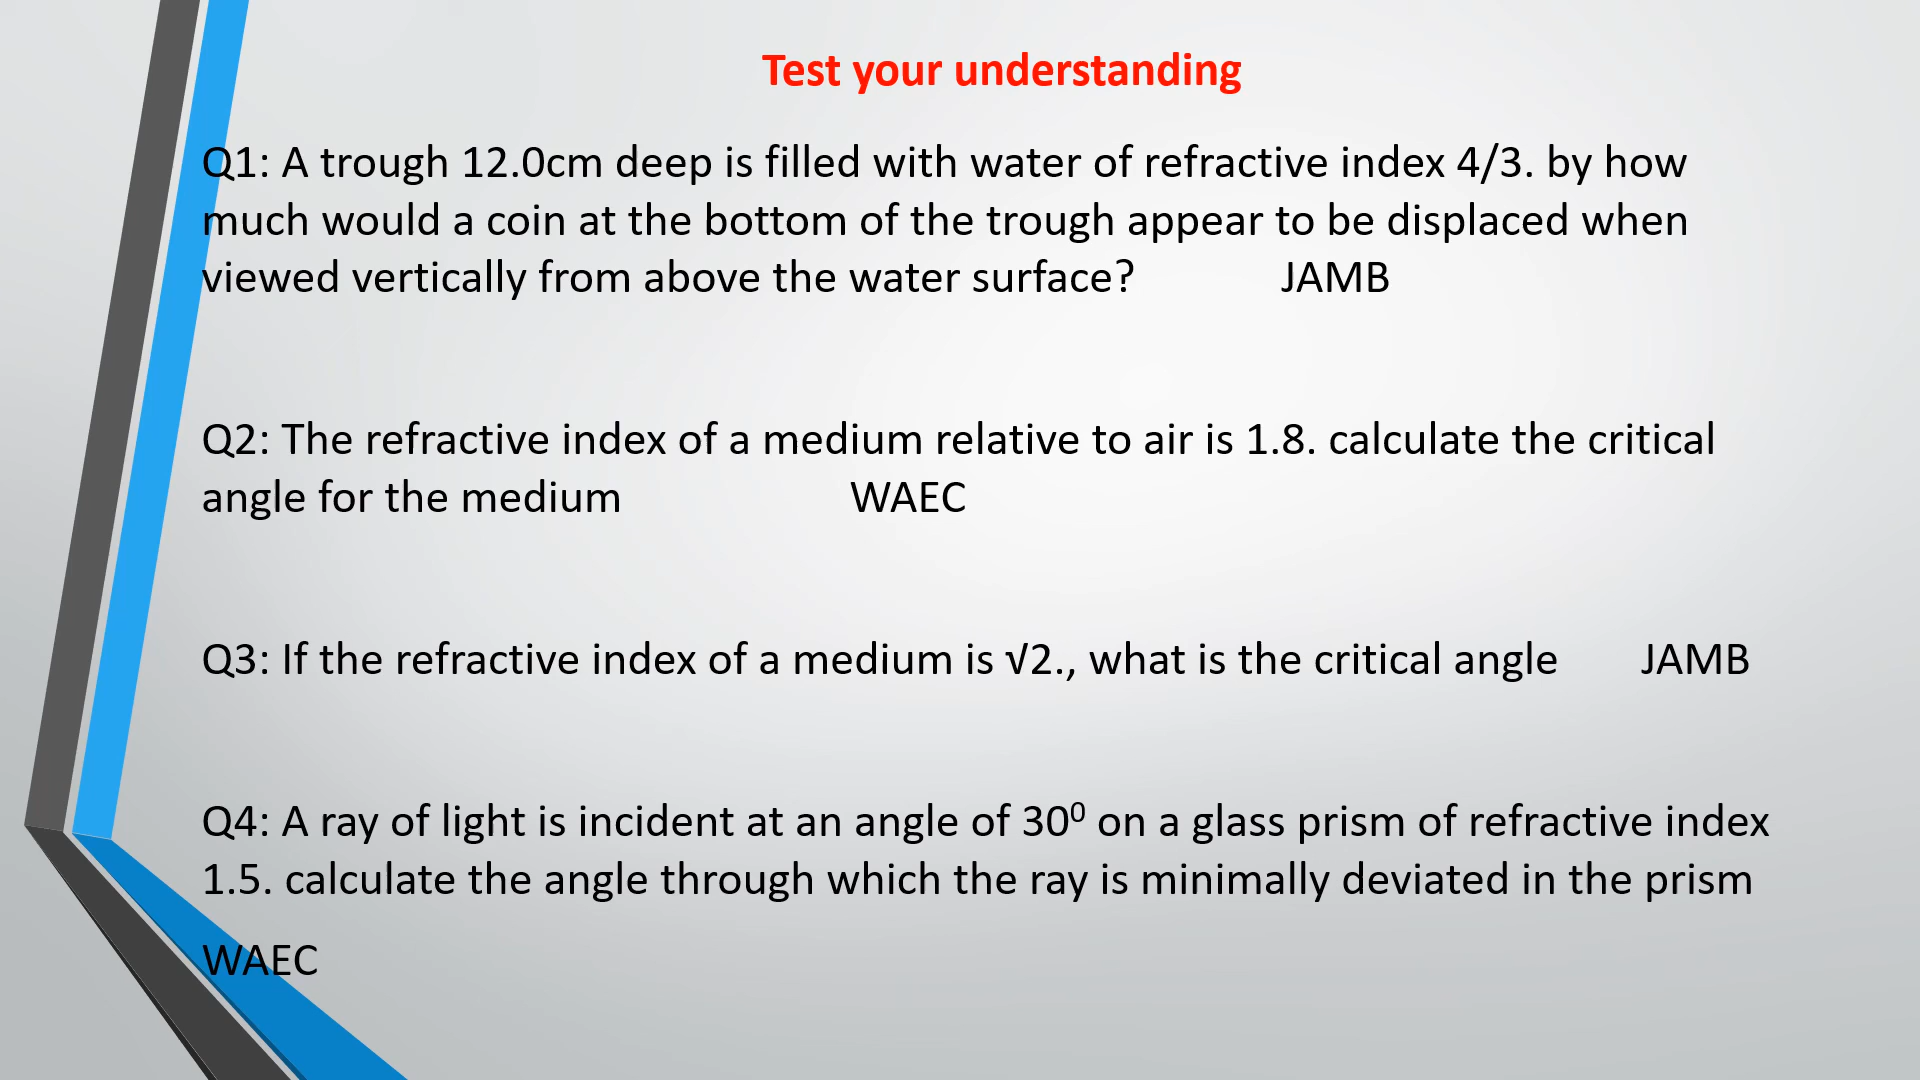 Test your understanding
Q1: A trough 12.0cm deep is filled with water of refractive index 4/3. by how
much would a coin at the bottom of the trough appear to be displaced when
viewed vertically from above the water surface? JAMB
Q2: The refractive index of a medium relative to air is 1.8. calculate the critical
angle for the medium WAEC
Q3: If the refractive index of a medium is √2., what is the critical angle JAMB
Q4: A ray of light is incident at an angle of 30⁰ on a glass prism of refractive index
1.5. calculate the angle through which the ray is minimally deviated in the prism
WAEC